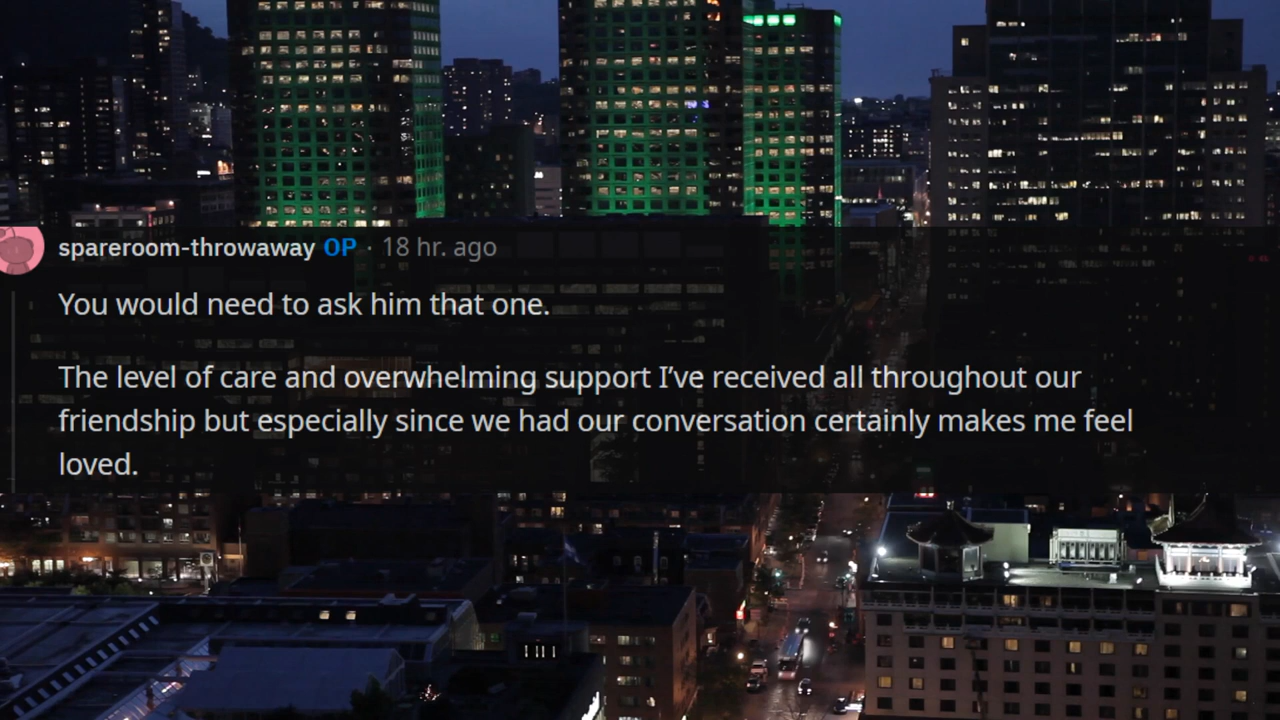 spareroom-throwaway OP · 18 hr. ago
You would need to ask him that one.
The level of care and overwhelming support I’ve received all throughout our
friendship but especially since we had our conversation certainly makes me feel
loved.